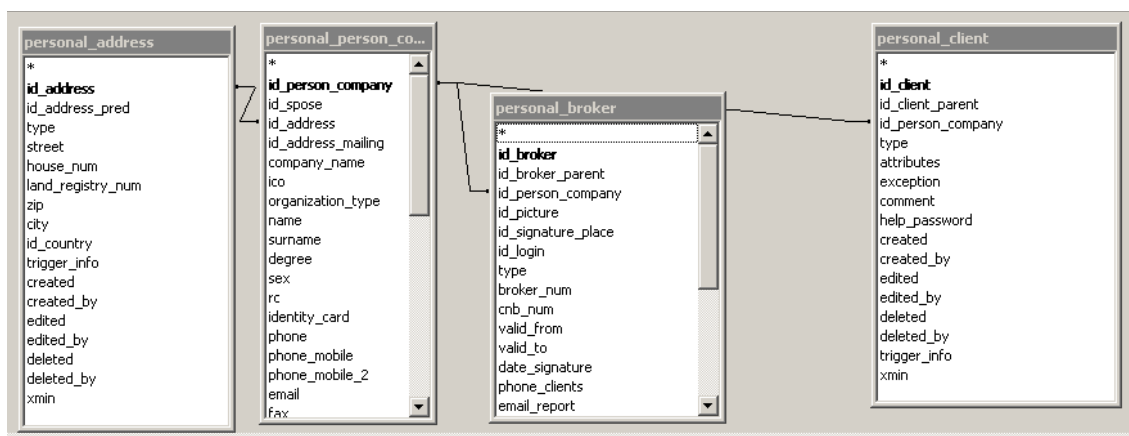 personal_address
*
id_address
id_address_pred
type
street
house_num
land_registry_num
zip
city
id_country
trigger_info
created
created_by
edited
edited_by
deleted
deleted_by
xmin
personal_person_co...
*
id_person_company
id_spose
id_address
id_address_mailing
company_name
ico
organization_type
name
surname
degree
sex
rc
identity_card
phone
phone_mobile
phone_mobile_2
email
fax
personal_broker
*
id_broker
id_broker_parent
id_person_company
id_picture
id_signature_place
id_login
type
broker_num
cnb_num
valid_from
valid_to
date_signature
phone_clients
email_report
personal_client
*
id_client
id_client_parent
id_person_company
type
attributes
exception
comment
help_password
created
created_by
edited
edited_by
deleted
deleted_by
trigger_info
xmin